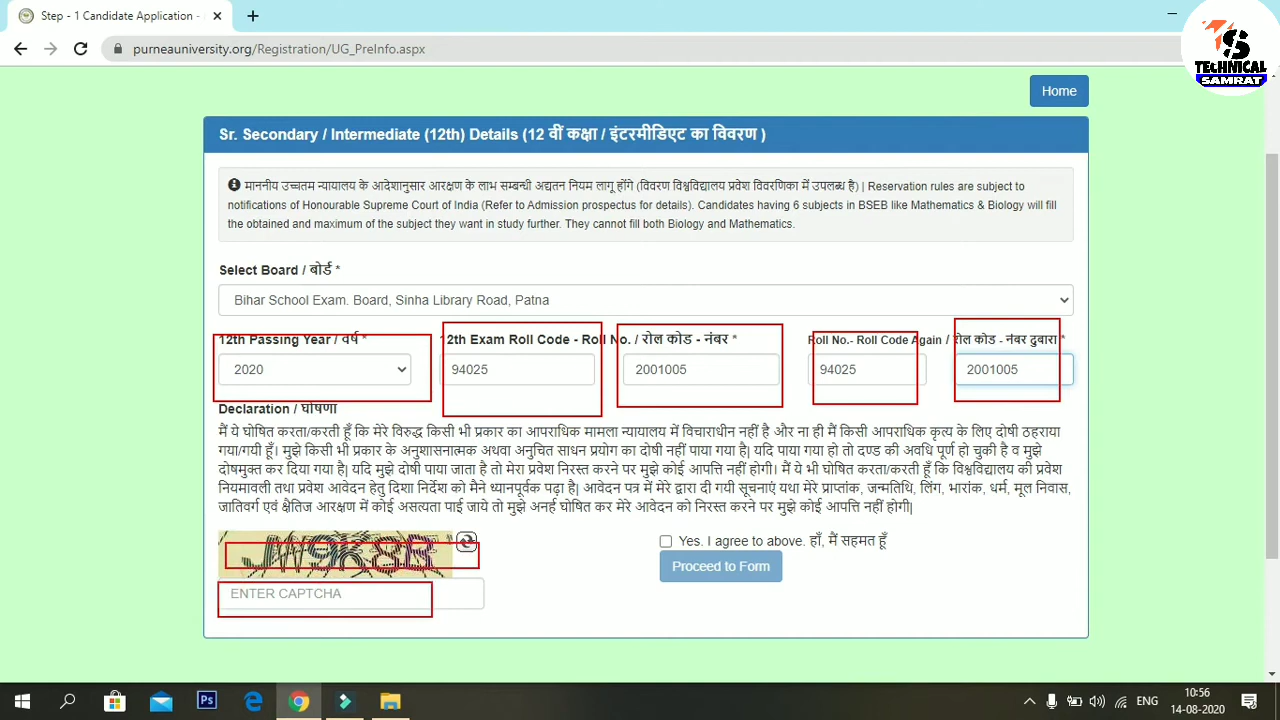 Step - 1 Candidate Application -
purneauniversity.org/Registration/UG_PreInfo.aspx
TECHNICAL
SAMRAT
Home
Sr. Secondary / Intermediate (12th) Details (12 वीं कक्षा / इंटरमीडिएट का विवरण )
माननीय उच्चतम न्यायालय के आदेशानुसार आरक्षण के लाभ सम्बन्धी अद्यतन नियम लागू होंगे (विवरण विश्वविद्यालय प्रवेश विवरणिका में उपलब्ध है) | Reservation rules are subject to
notifications of Honourable Supreme Court of India (Refer to Admission prospectus for details). Candidates having 6 subjects in BSEB like Mathematics & Biology will fill
the obtained and maximum of the subject they want in study further. They cannot fill both Biology and Mathematics.
Select Board / बोर्ड *
Bihar School Exam. Board, Sinha Library Road, Patna
12th Passing Year / वर्ष * 12th Exam Roll Code - Roll No. / रोल कोड - नंबर * Roll No.- Roll Code Again / रोल कोड - नंबर दुबारा *
2020 94025 2001005 94025 2001005
Declaration / घोषणा
मैं ये घोषित करता/करती हूँ कि मेरे विरुद्ध किसी भी प्रकार का आपराधिक मामला न्यायालय में विचाराधीन नहीं है और ना ही मैं किसी आपराधिक कृत्य के लिए दोषी ठहराया
गया/गयी हूँ। मुझे किसी भी प्रकार के अनुशासनात्मक अथवा अनुचित साधन प्रयोग का दोषी नहीं पाया गया है| यदि पाया गया हो तो दण्ड की अवधि पूर्ण हो चुकी है व मुझे
दोषमुक्त कर दिया गया है| यदि मुझे दोषी पाया जाता है तो मेरा प्रवेश निरस्त करने पर मुझे कोई आपत्ति नहीं होगी। मैं ये भी घोषित करता/करती हूँ कि विश्वविद्यालय की प्रवेश
नियमावली तथा प्रवेश आवेदन हेतु दिशा निर्देश को मैने ध्यानपूर्वक पढ़ा है| आवेदन पत्र में मेरे द्वारा दी गयी सूचनाएं यथा मेरे प्राप्तांक, जन्मतिथि, लिंग, भारांक, धर्म, मूल निवास,
जातिवर्ग एवं क्षैतिज आरक्षण में कोई असत्यता पाई जाये तो मुझे अनर्ह घोषित कर मेरे आवेदन को निरस्त करने पर मुझे कोई आपत्ति नहीं होगी|
Yes. I agree to above. हाँ, मैं सहमत हूँ
Proceed to Form
ENTER CAPTCHA
Ps
ENG
10:56
14-08-2020